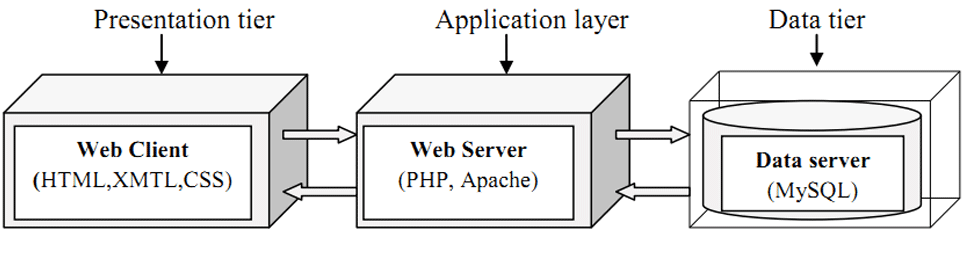 Presentation tier
Application layer
Data tier
Web Client
(HTML,XMTL,CSS)
Web Server
(PHP, Apache)
Data server
(MySQL)